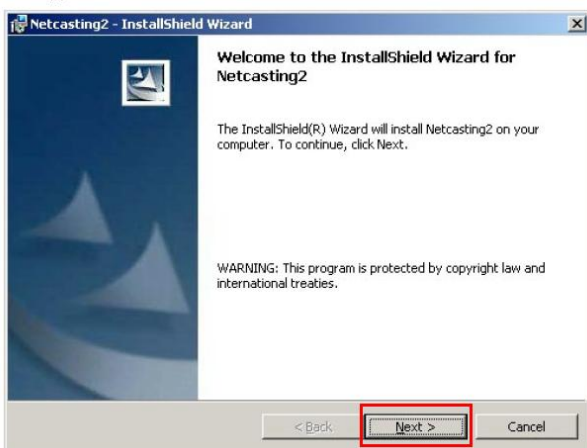 Netcasting2 - InstallShield Wizard
Welcome to the InstallShield Wizard for
Netcasting2
The InstallShield(R) Wizard will install Netcasting2 on your
computer. To continue, click Next.
WARNING: This program is protected by copyright law and
international treaties.
< Back Next > Cancel